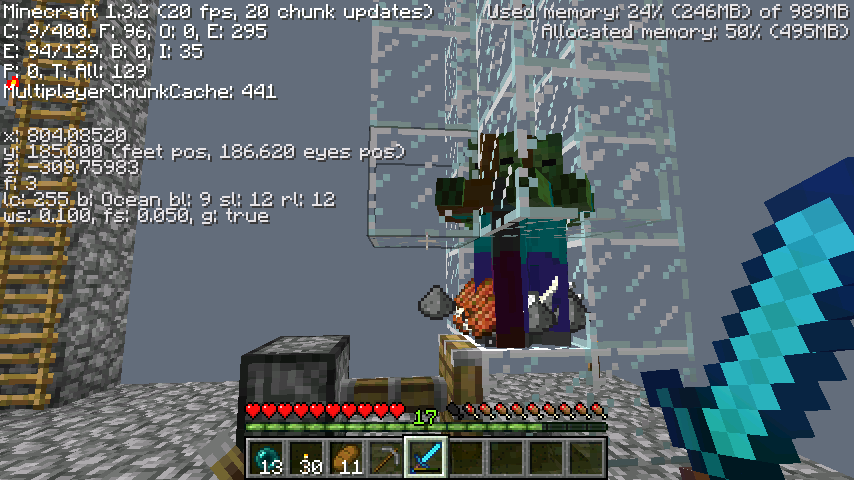 Minecraft 1.3.2 (20 fps, 20 chunk updates)
Used memory: 24% (246MB) of 989MB
C: 9/400, F: 96, O: 0, E: 295
Allocated memory: 50% (495MB)
E: 94/129, B: 0, I: 35
P: 0, T: All: 129
MultiplayerChunkCache: 441
x: 804.08520
y: 185.000 (feet pos, 186.620 eyes pos)
z: -309.75983
f: 3
lc: 255 b: Ocean bl: 9 sl: 12 rl: 12
ws: 0.100, fs: 0.050, g: true
17
13 30 11